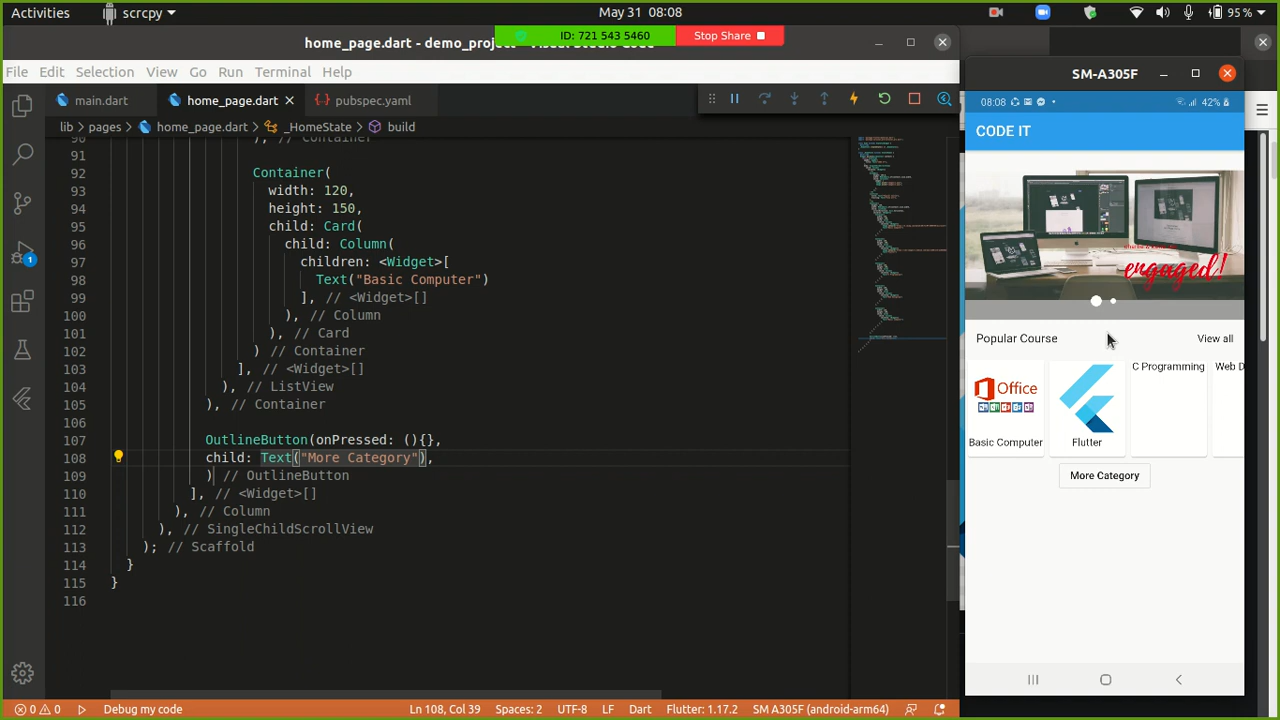 Activities
scrcpy
May 31 08:08
95 %
home_page.dart - demo_project
ID: 721 543 5460
Stop Share
File Edit Selection View Go Run Terminal Help
main.dart
home_page.dart
pubspec.yaml
lib > pages > home_page.dart > _HomeState > build
), // Container
91
92 Container(
93 width: 120,
94 height: 150,
95 child: Card(
96 child: Column(
97 children: <Widget>[
98 Text("Basic Computer")
99 ], // <Widget>[]
100 ), // Column
101 ), // Card
102 ) // Container
103 ], // <Widget>[]
104 ), // ListView
105 ), // Container
106
107 OutlineButton(onPressed: (){},
108 child: Text("More Category"),
109 ) // OutlineButton
110 ], // <Widget>[]
111 ), // Column
112 ), // SingleChildScrollView
113 ); // Scaffold
114 }
115 }
116
1
0 0
Debug my code
Ln 108, Col 39
Spaces: 2
UTF-8
LF
Dart
Flutter: 1.17.2
SM A305F (android-arm64)
SM-A305F
08:08
42%
CODE IT
engaged!
Popular Course
View all
Office
Basic Computer
Flutter
C Programming
Web D
More Category